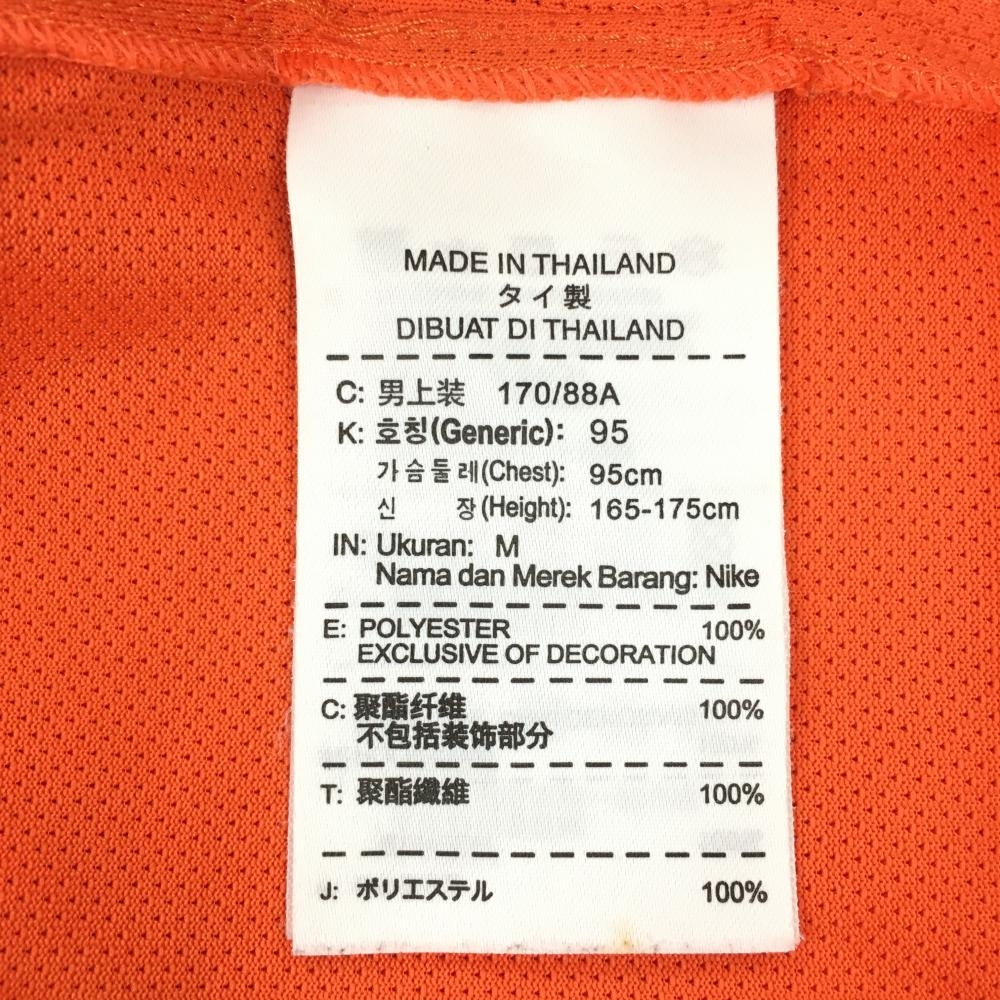 MADE IN THAILAND
タイ製
DIBUAT DI THAILAND
C: 男上装 170/88A
K: 호칭(Generic): 95
가슴둘레(Chest): 95cm
신 장(Height): 165-175cm
IN: Ukuran: M
Nama dan Merek Barang: Nike
E: POLYESTER 100%
EXCLUSIVE OF DECORATION
C: 聚酯纤维 100%
不包括装饰部分
T: 聚酯纖維 100%
J: ポリエステル 100%